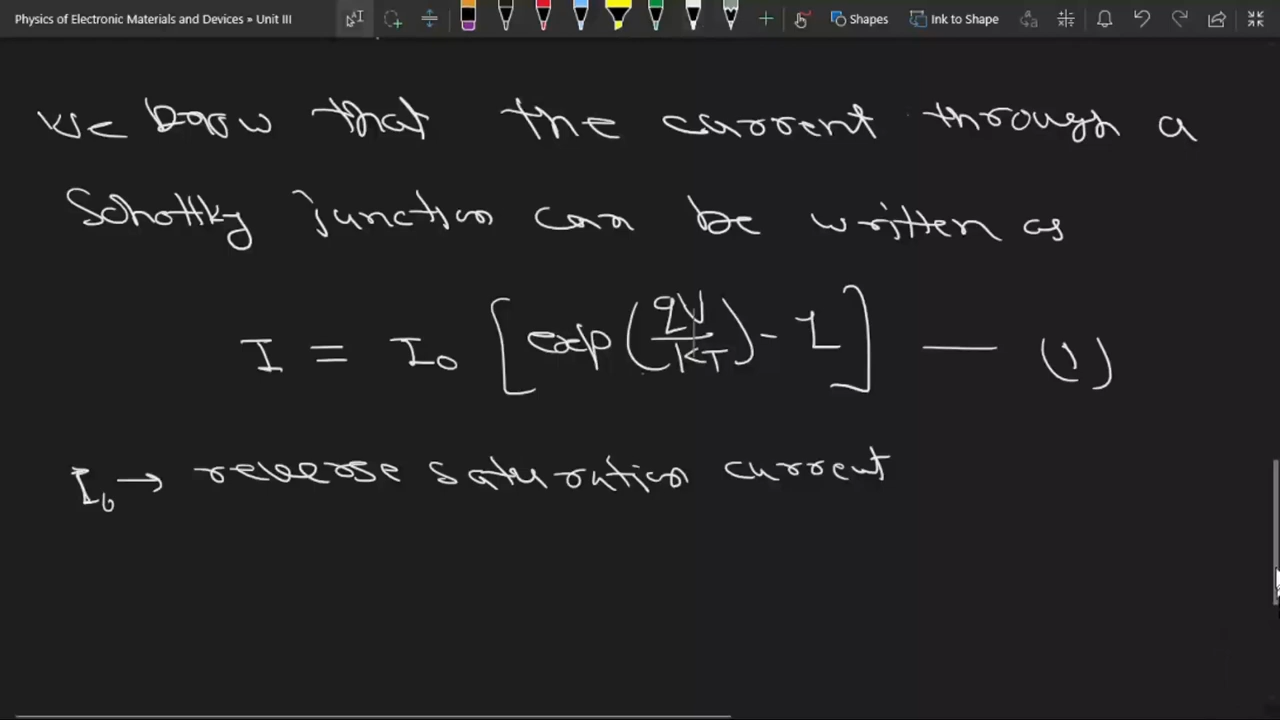 Physics of Electronic Materials and Devices » Unit III
Shapes
Ink to Shape
We know that the current through a
Schottky junction can be written as
I = I₀ [exp(qV/kT) - 1] — (1)
I₀ → reverse saturation current